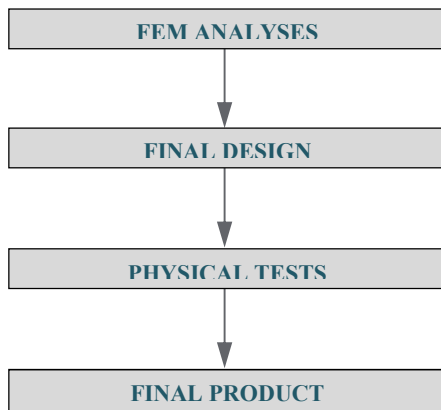 FEM ANALYSES
FINAL DESIGN
PHYSICAL TESTS
FINAL PRODUCT